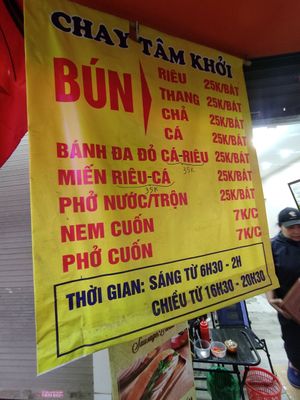 CHAY TÂM KHỞI
BÚN
RIÊU 25K/BÁT
THANG 25K/BÁT
CHẢ 25K/BÁT
CÁ 25K/BÁT
BÁNH ĐA ĐỎ CÁ-RIÊU 25K/BÁT
35K
MIẾN RIÊU-CÁ 25K/BÁT
35K
PHỞ NƯỚC/TRỘN 25K/BÁT
NEM CUỐN 7K/C
PHỞ CUỐN 7K/C
THỜI GIAN: SÁNG TỪ 6H30 - 2H
CHIỀU TỪ 16H30 - 20H30